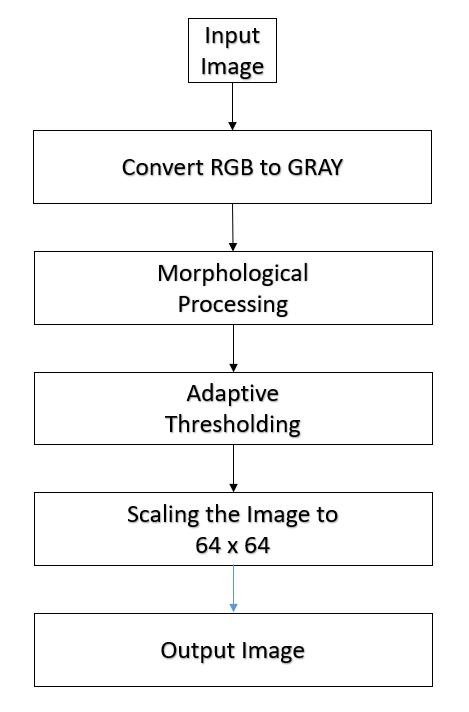 Input
Image
Convert RGB to GRAY
Morphological
Processing
Adaptive
Thresholding
Scaling the Image to
64 x 64
Output Image